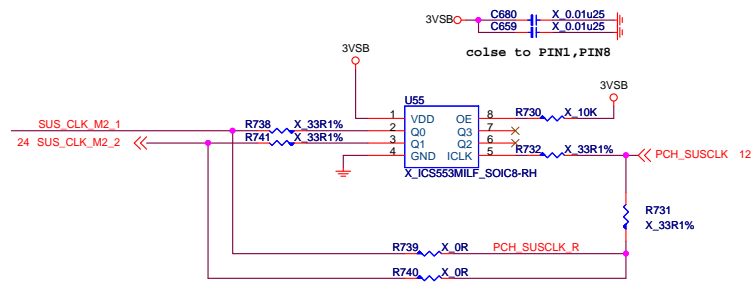 C680 X_0.01u25
3VSB
C659 X_0.01u25
colse to PIN1,PIN8
3VSB
3VSB
U55
R730 X_10K
1 VDD OE 8
SUS_CLK_M2_1 R738 X_33R1% 2 Q0 Q3 7
24 SUS_CLK_M2_2 R741 X_33R1% 3 Q1 Q2 6
4 GND ICLK 5 R732 X_33R1% PCH_SUSCLK 12
X_ICS553MILF_SOIC8-RH
R731
X_33R1%
R739 X_0R PCH_SUSCLK_R
R740 X_0R